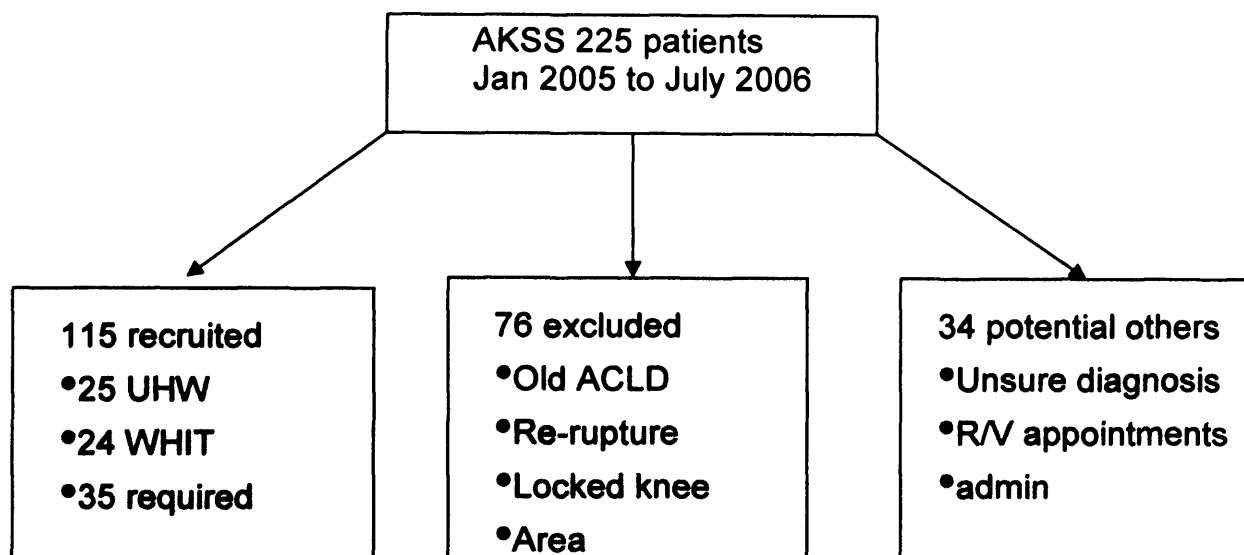 AKSS 225 patients
Jan 2005 to July 2006
115 recruited
•25 UHW
•24 WHIT
•35 required
76 excluded
•Old ACLD
•Re-rupture
•Locked knee
•Area
34 potential others
•Unsure diagnosis
•R/V appointments
•admin